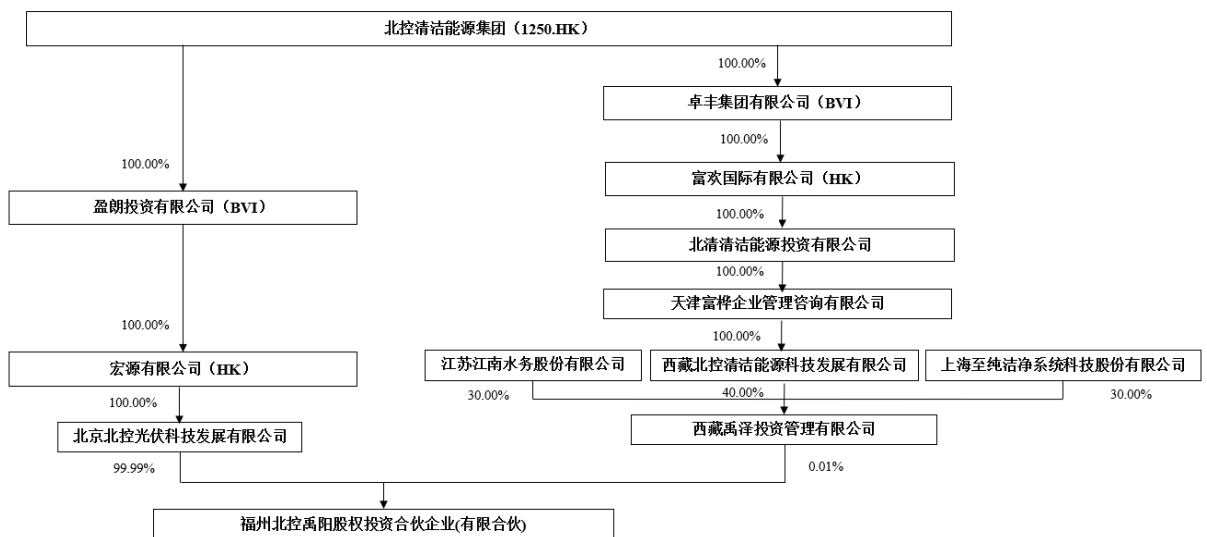 北控清洁能源集团（1250.HK）
100.00%
卓丰集团有限公司（BVI）
100.00%
100.00%
富欢国际有限公司（HK）
盈朗投资有限公司（BVI）
100.00%
北清清洁能源投资有限公司
100.00%
天津富桦企业管理咨询有限公司
100.00%
100.00%
江苏江南水务股份有限公司
西藏北控清洁能源科技发展有限公司
上海至纯洁净系统科技股份有限公司
宏源有限公司（HK）
30.00%
40.00%
30.00%
100.00%
北京北控光伏科技发展有限公司
西藏禹泽投资管理有限公司
99.99%
0.01%
福州北控禹阳股权投资合伙企业(有限合伙)